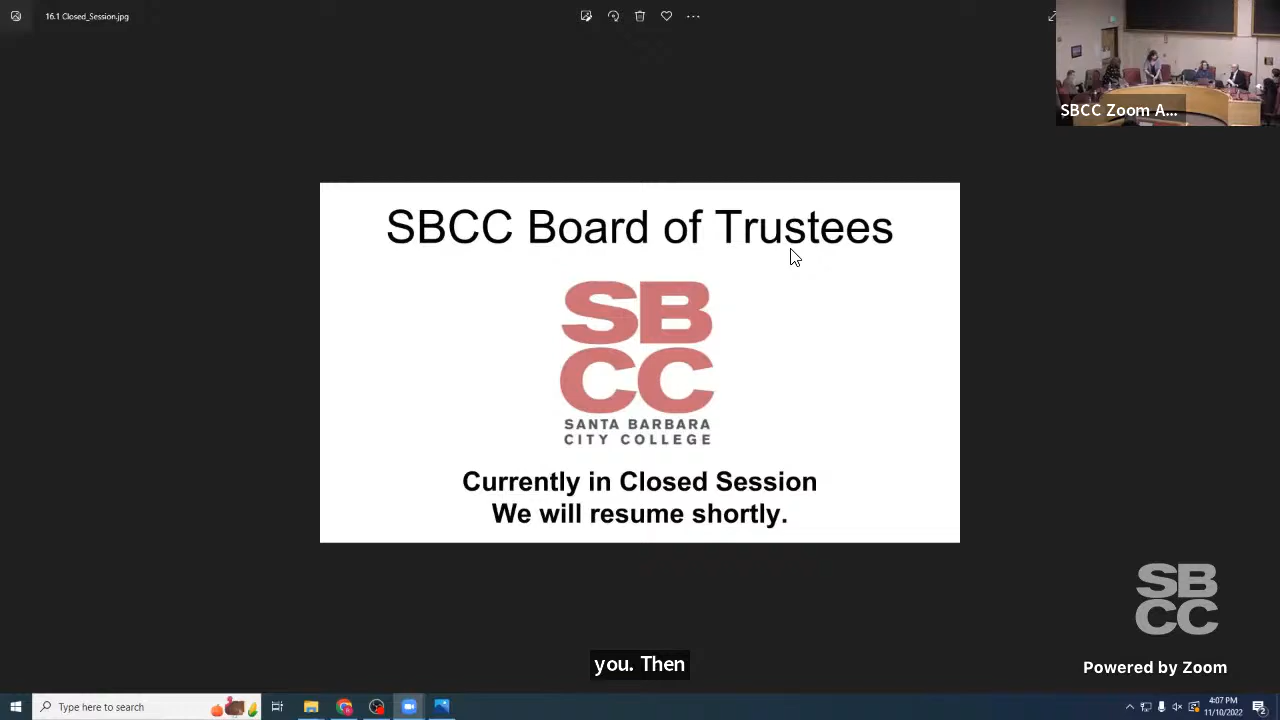 16.1 Closed_Session.jpg
SBCC Zoom A...
SBCC Board of Trustees
SB
CC
SANTA BARBARA
CITY COLLEGE
Currently in Closed Session
We will resume shortly.
SB
CC
Powered by Zoom
you. Then
Type here to search
4:07 PM
11/10/2022
2